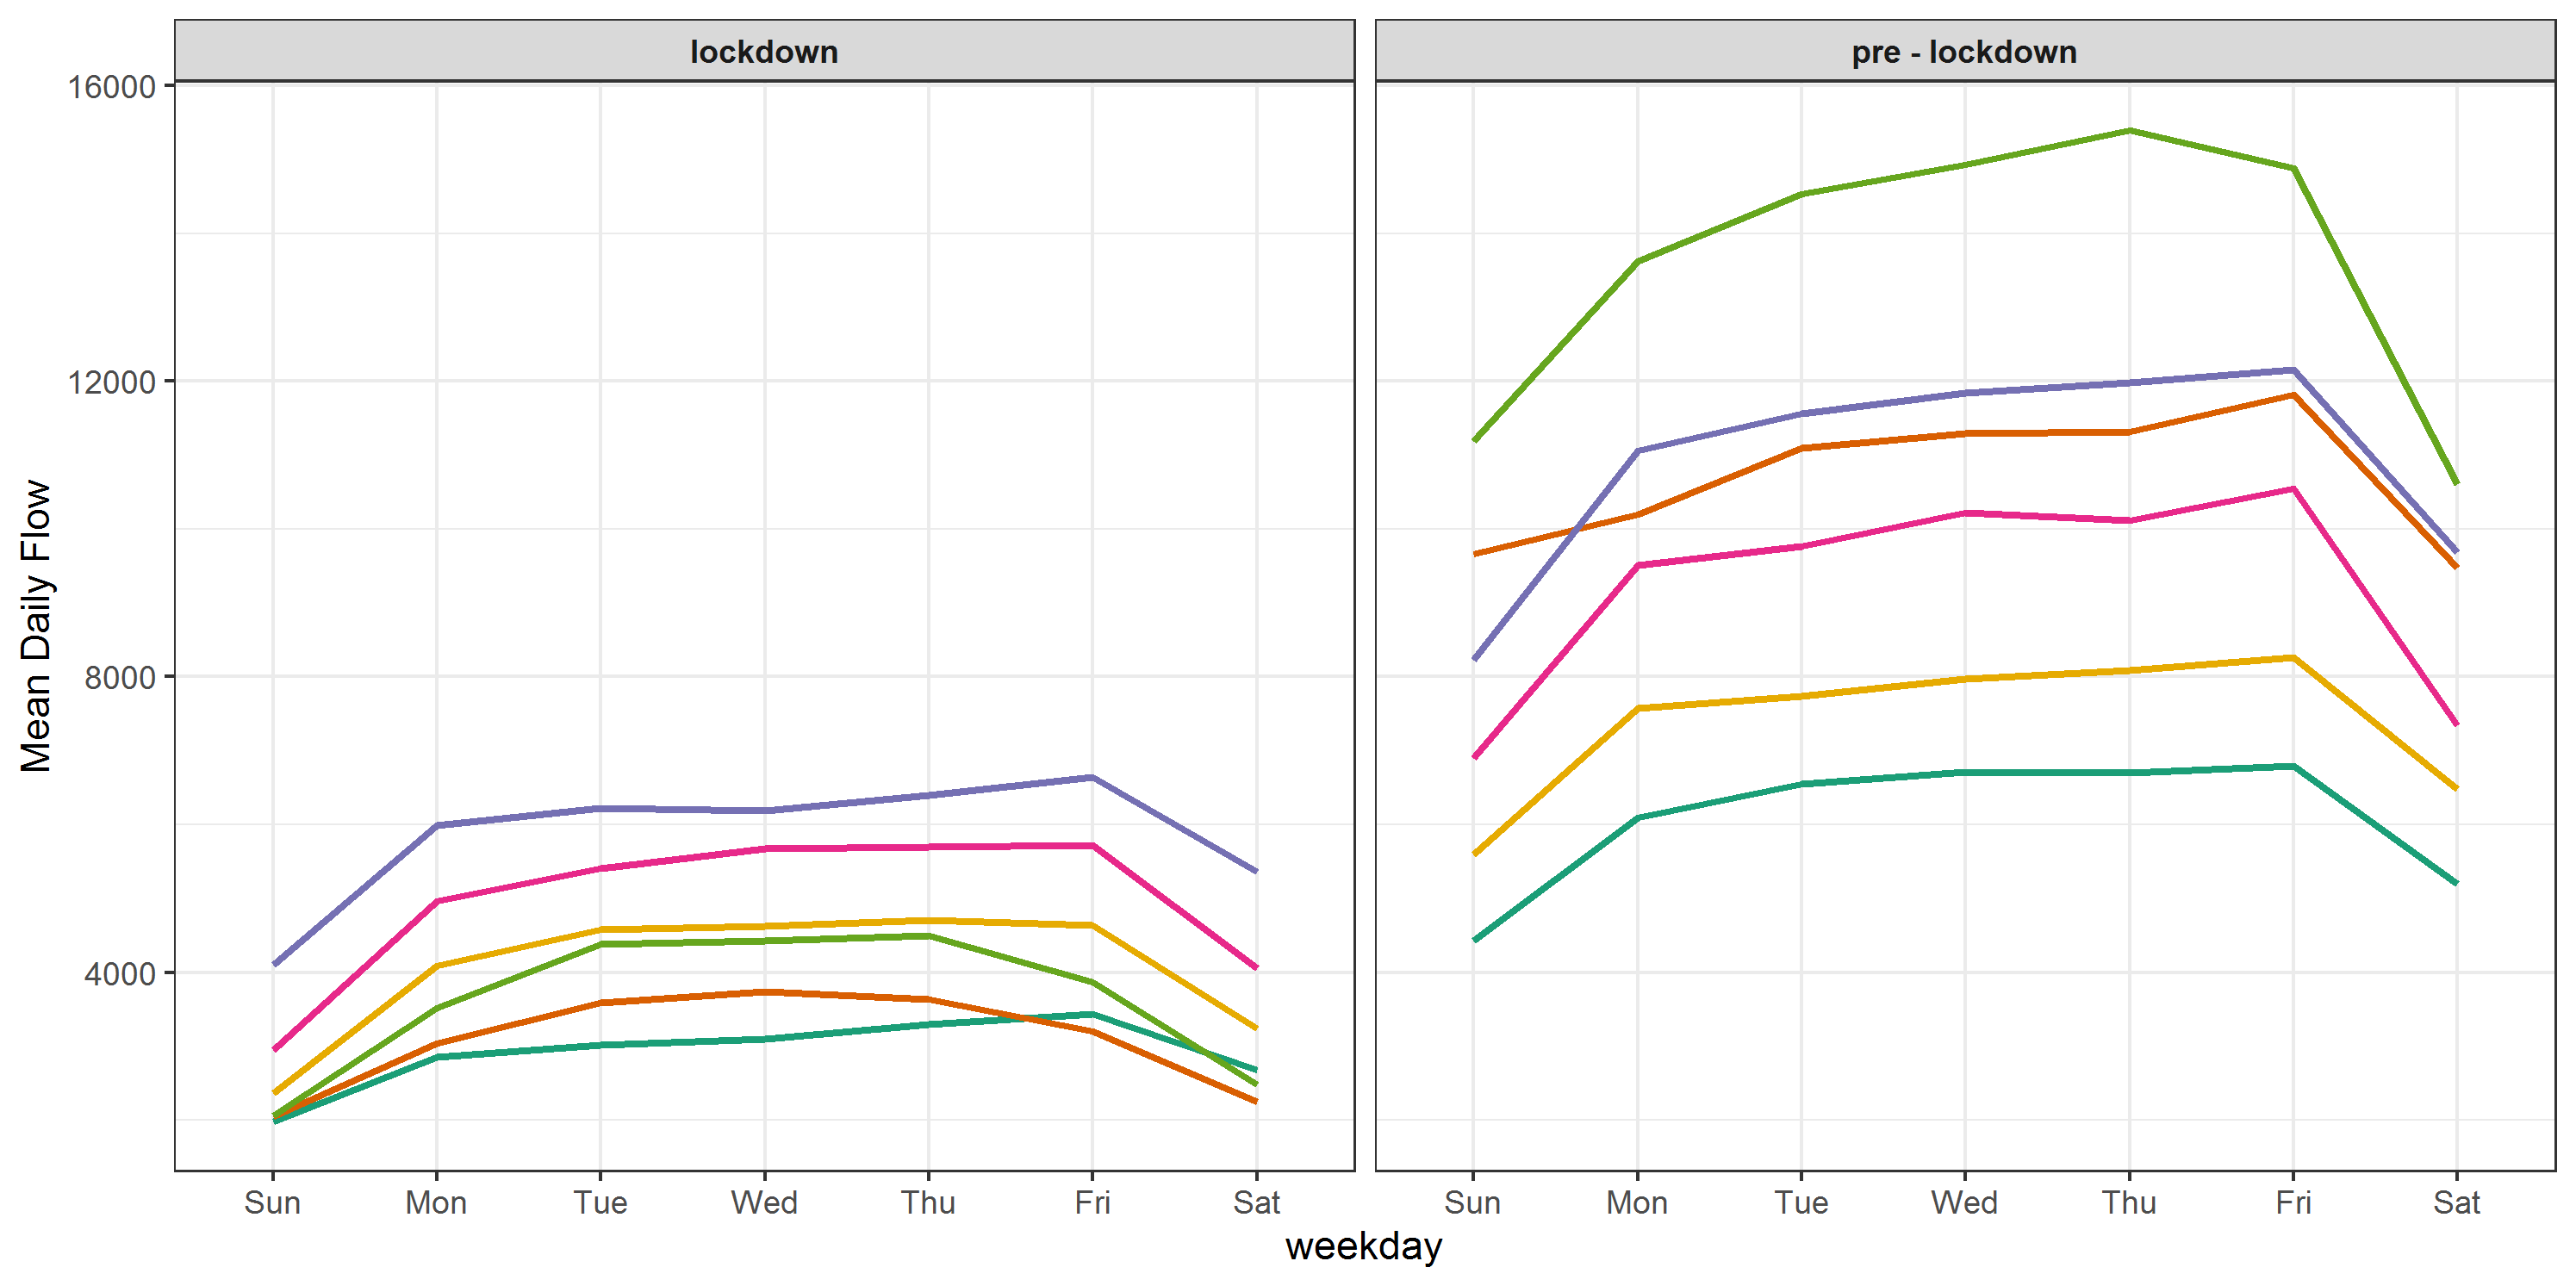 lockdown
pre - lockdown
Mean Daily Flow
16000
12000
8000
4000
Sun Mon Tue Wed Thu Fri Sat
Sun Mon Tue Wed Thu Fri Sat
weekday